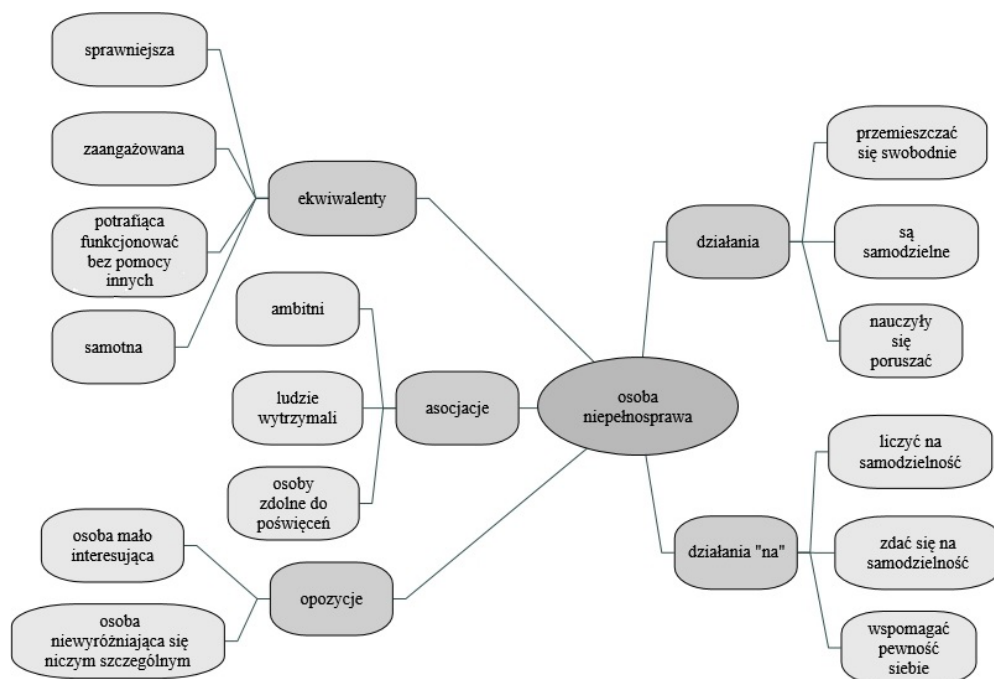 sprawniejsza
zaangażowana
potrafiąca
funkcjonować
bez pomocy
innych
samotna
ekwiwalenty
ambitni
ludzie
wytrzymali
osoby
zdolne do
poświęceń
asocjacje
osoba mało
interesująca
osoba
niewyróżniająca się
niczym szczególnym
opozycje
osoba
niepełnosprawa
działania
przemieszczać
się swobodnie
są
samodzielne
nauczyły
się
poruszać
działania "na"
liczyć na
samodzielność
zdać się na
samodzielność
wspomagać
pewność
siebie